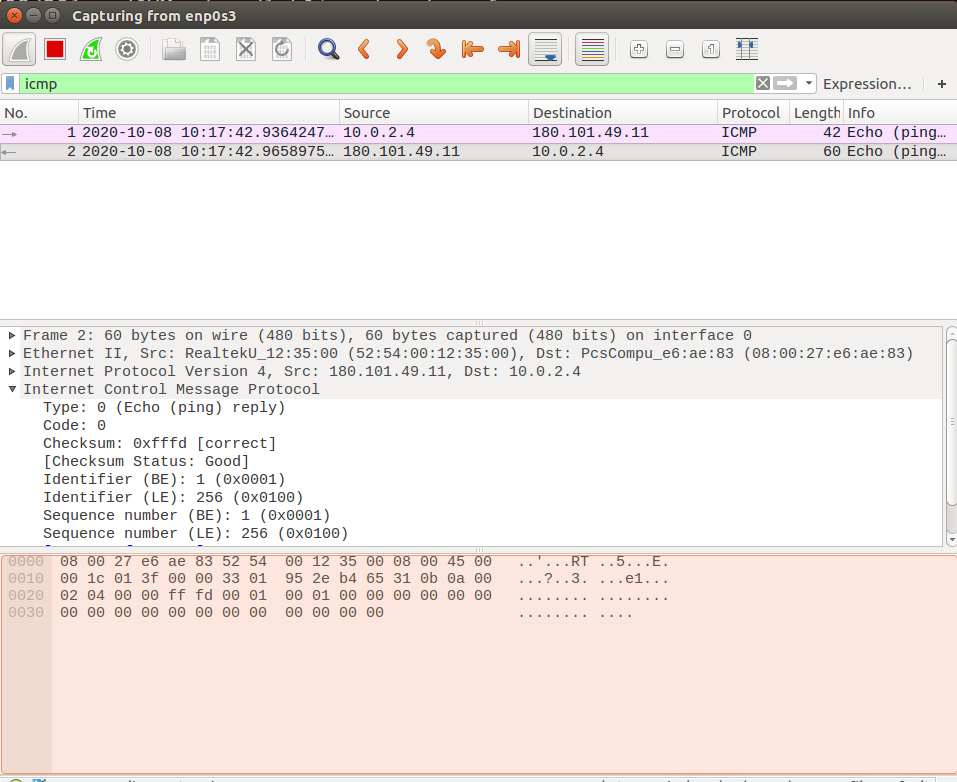 Capturing from enp0s3
icmp Expression… +
No. Time Source Destination Protocol Length Info
1 2020-10-08 10:17:42.9364247… 10.0.2.4 180.101.49.11 ICMP 42 Echo (ping…
2 2020-10-08 10:17:42.9658975… 180.101.49.11 10.0.2.4 ICMP 60 Echo (ping…
Frame 2: 60 bytes on wire (480 bits), 60 bytes captured (480 bits) on interface 0
Ethernet II, Src: RealtekU_12:35:00 (52:54:00:12:35:00), Dst: PcsCompu_e6:ae:83 (08:00:27:e6:ae:83)
Internet Protocol Version 4, Src: 180.101.49.11, Dst: 10.0.2.4
Internet Control Message Protocol
Type: 0 (Echo (ping) reply)
Code: 0
Checksum: 0xfffd [correct]
[Checksum Status: Good]
Identifier (BE): 1 (0x0001)
Identifier (LE): 256 (0x0100)
Sequence number (BE): 1 (0x0001)
Sequence number (LE): 256 (0x0100)
0000 08 00 27 e6 ae 83 52 54 00 12 35 00 08 00 45 00 ..'...RT ..5...E.
0010 00 1c 01 3f 00 00 33 01 95 2e b4 65 31 0b 0a 00 ...?..3. ...e1...
0020 02 04 00 00 ff fd 00 01 00 01 00 00 00 00 00 00 ........ ........
0030 00 00 00 00 00 00 00 00 00 00 00 00 ........ ....